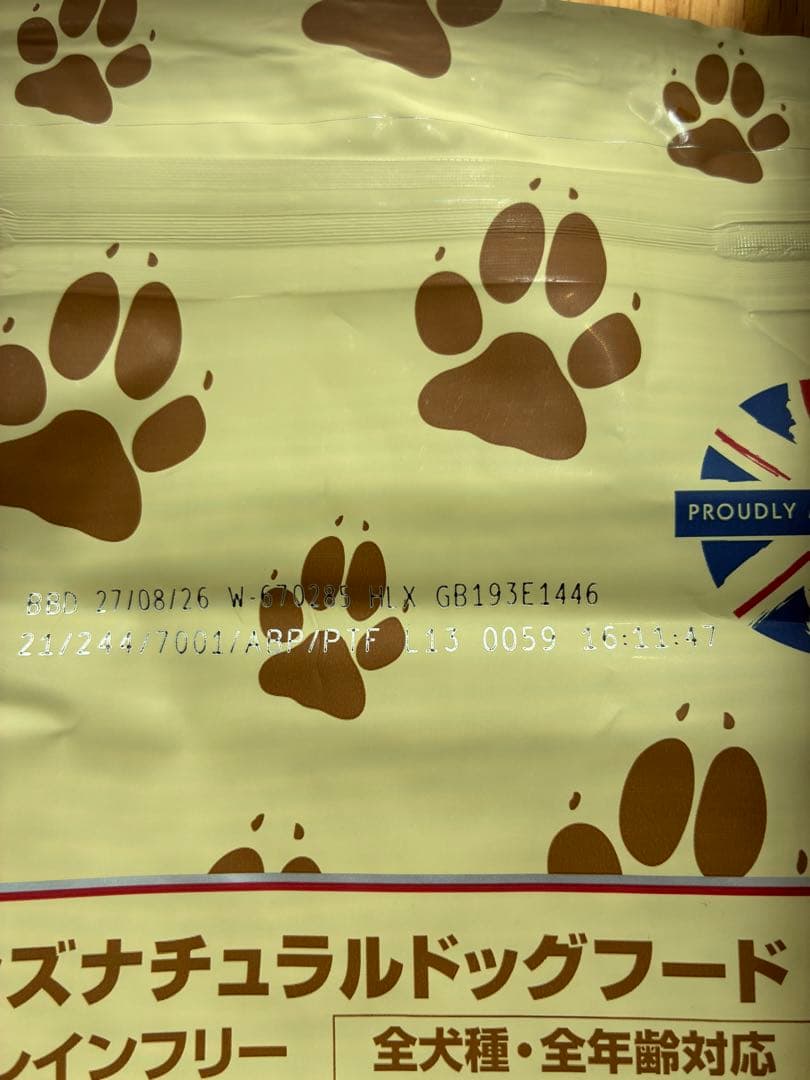 PROUDLY
BBD 27/08/26 W-670285 HLX GB193E1446
21/244/7001/ABP/PTF L13 0059 16:11:47
ズナチュラルドッグフード
レインフリー
全犬種・全年齢対応